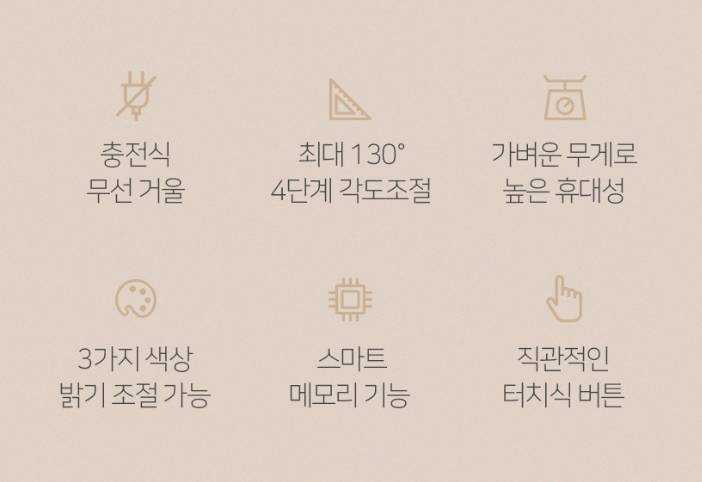 충전식
무선 거울
최대 130°
4단계 각도조절
가벼운 무게로
높은 휴대성
3가지 색상
밝기 조절 가능
스마트
메모리 기능
직관적인
터치식 버튼